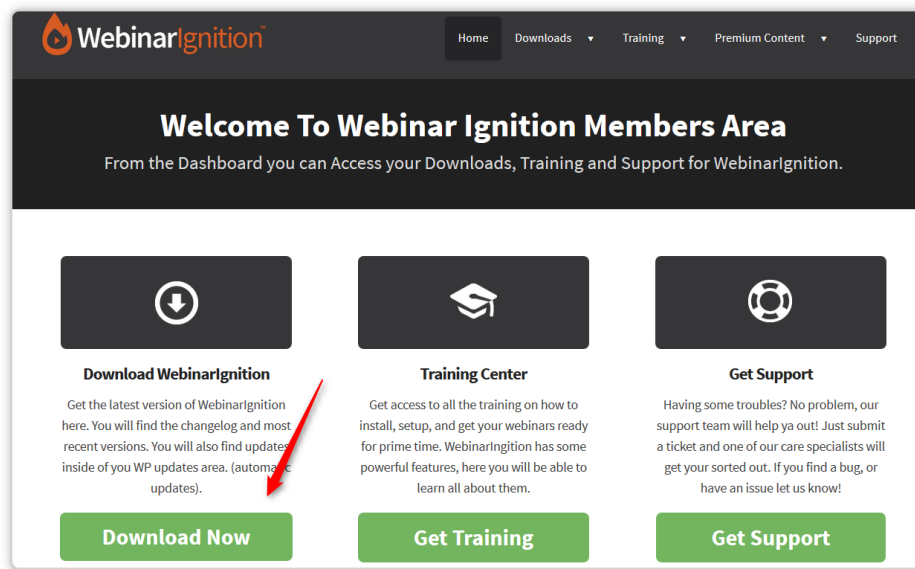 WebinarIgnition™
Home Downloads ▼ Training ▼ Premium Content ▼ Support
Welcome To Webinar Ignition Members Area
From the Dashboard you can Access your Downloads, Training and Support for WebinarIgnition.
Download WebinarIgnition
Get the latest version of WebinarIgnition
here. You will find the changelog and most
recent versions. You will also find updates
inside of you WP updates area. (automatic
updates).
Download Now
Training Center
Get access to all the training on how to
install, setup, and get your webinars ready
for prime time. WebinarIngition has some
powerful features, here you will be able to
learn all about them.
Get Training
Get Support
Having some troubles? No problem, our
support team will help ya out! Just submit
a ticket and one of our care specialists will
get your sorted out. If you find a bug, or
have an issue let us know!
Get Support